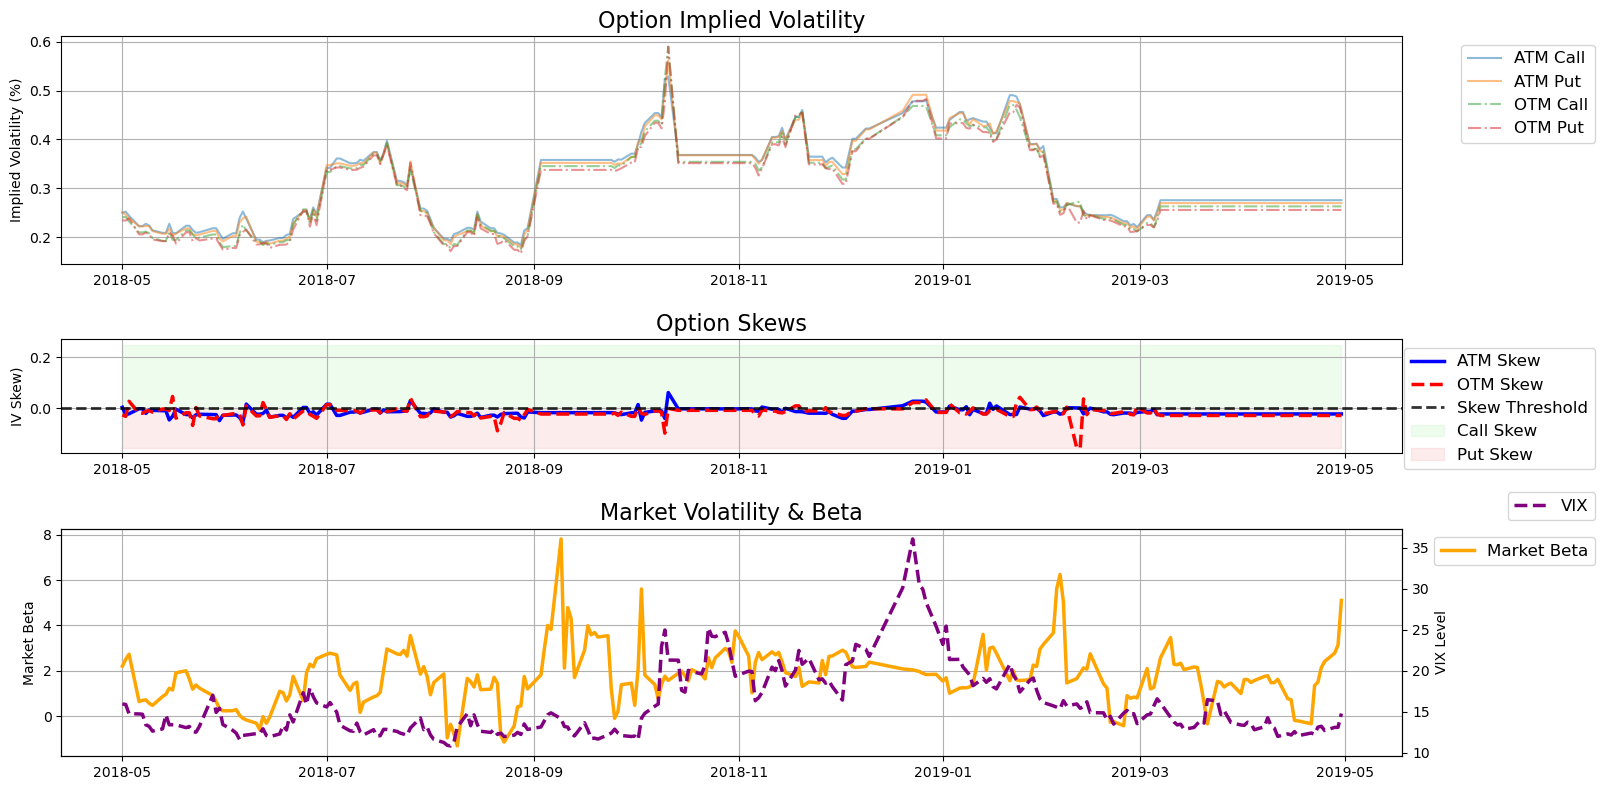 Option Implied Volatility
Implied Volatility (%)
0.6
0.5
0.4
0.3
0.2
2018-05 2018-07 2018-09 2018-11 2019-01 2019-03 2019-05
ATM Call
ATM Put
OTM Call
OTM Put
Option Skews
IV Skew)
0.2
0.0
2018-05 2018-07 2018-09 2018-11 2019-01 2019-03 2019-05
ATM Skew
OTM Skew
Skew Threshold
Call Skew
Put Skew
Market Volatility & Beta
Market Beta
8
6
4
2
0
2018-05 2018-07 2018-09 2018-11 2019-01 2019-03 2019-05
35
30
25
20
15
10
VIX Level
VIX
Market Beta